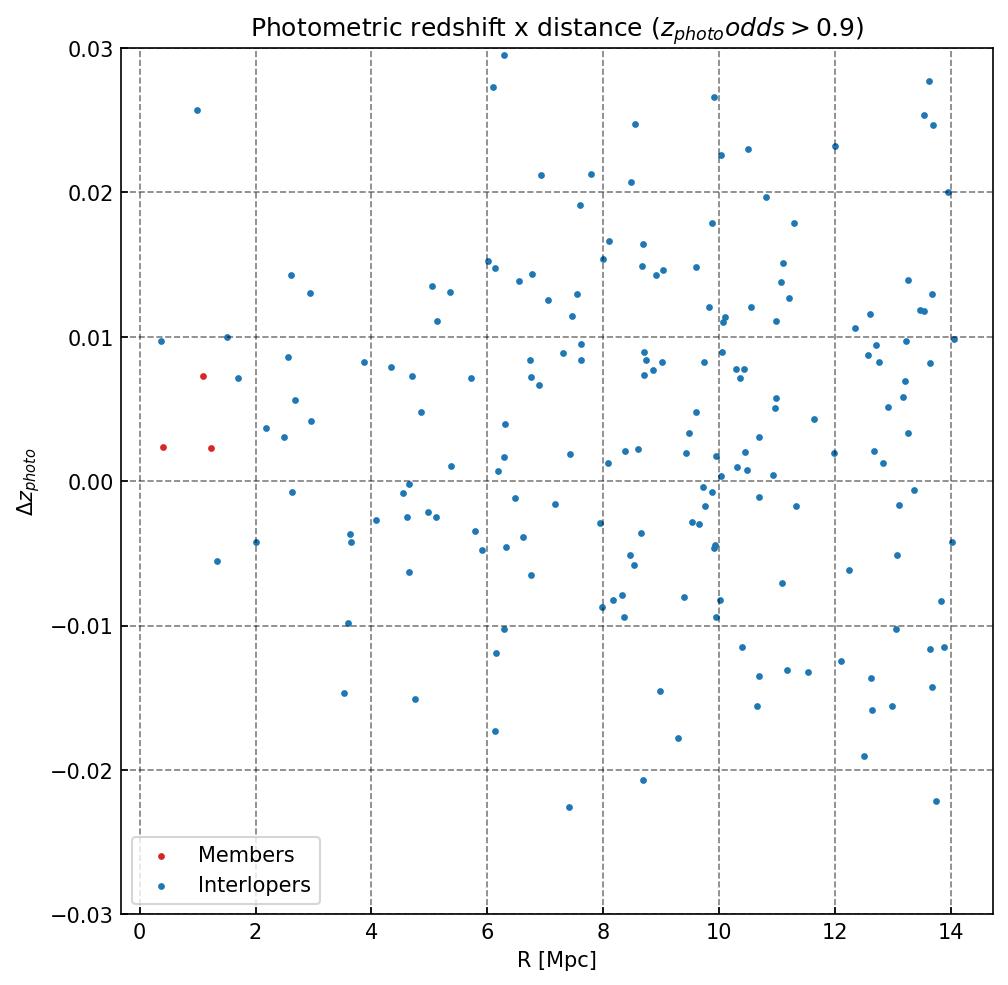 Photometric redshift x distance (z_photo odds > 0.9)
0.03
0.02
0.01
0.00
−0.01
−0.02
−0.03
Δz_photo
Members
Interlopers
0 2 4 6 8 10 12 14
R [Mpc]